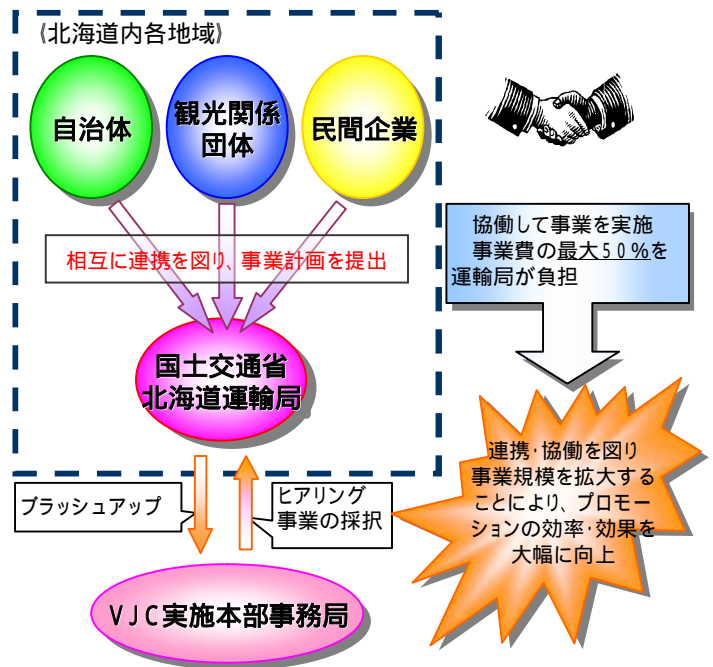 《北海道内各地域》
自治体
観光関係
団体
民間企業
相互に連携を図り、事業計画を提出
国土交通省
北海道運輸局
協働して事業を実施
事業費の最大50%を
運輸局が負担
連携・協働を図り
事業規模を拡大する
ことにより、プロモー
ションの効率・効果を
大幅に向上
ブラッシュアップ
ヒアリング
事業の採択
VJC実施本部事務局